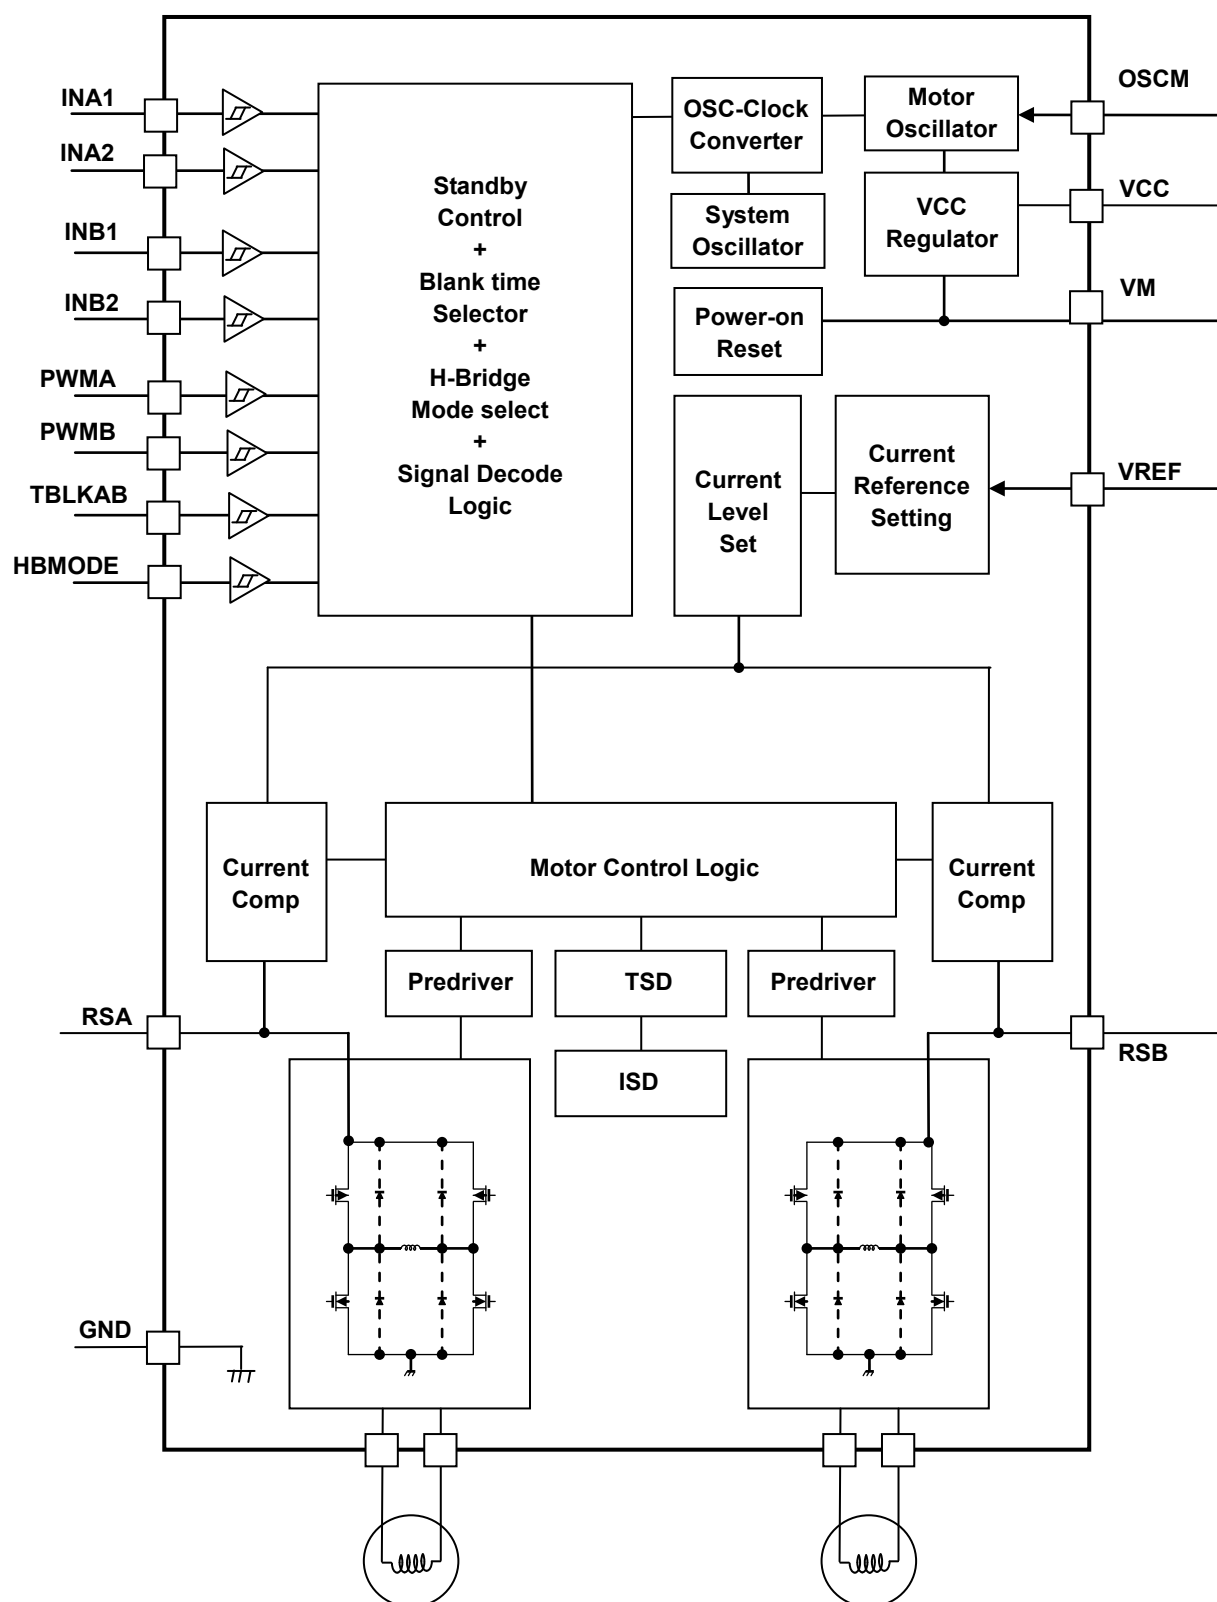 INA1
INA2
INB1
INB2
PWMA
PWMB
TBLKAB
HBMODE
Standby
Control
+
Blank time
Selector
+
H-Bridge
Mode select
+
Signal Decode
Logic
OSC-Clock
Converter
Motor
Oscillator
OSCM
System
Oscillator
VCC
Regulator
VCC
Power-on
Reset
VM
Current
Level
Set
Current
Reference
Setting
VREF
Current
Comp
Motor Control Logic
Current
Comp
Predriver
TSD
Predriver
ISD
RSA
RSB
GND